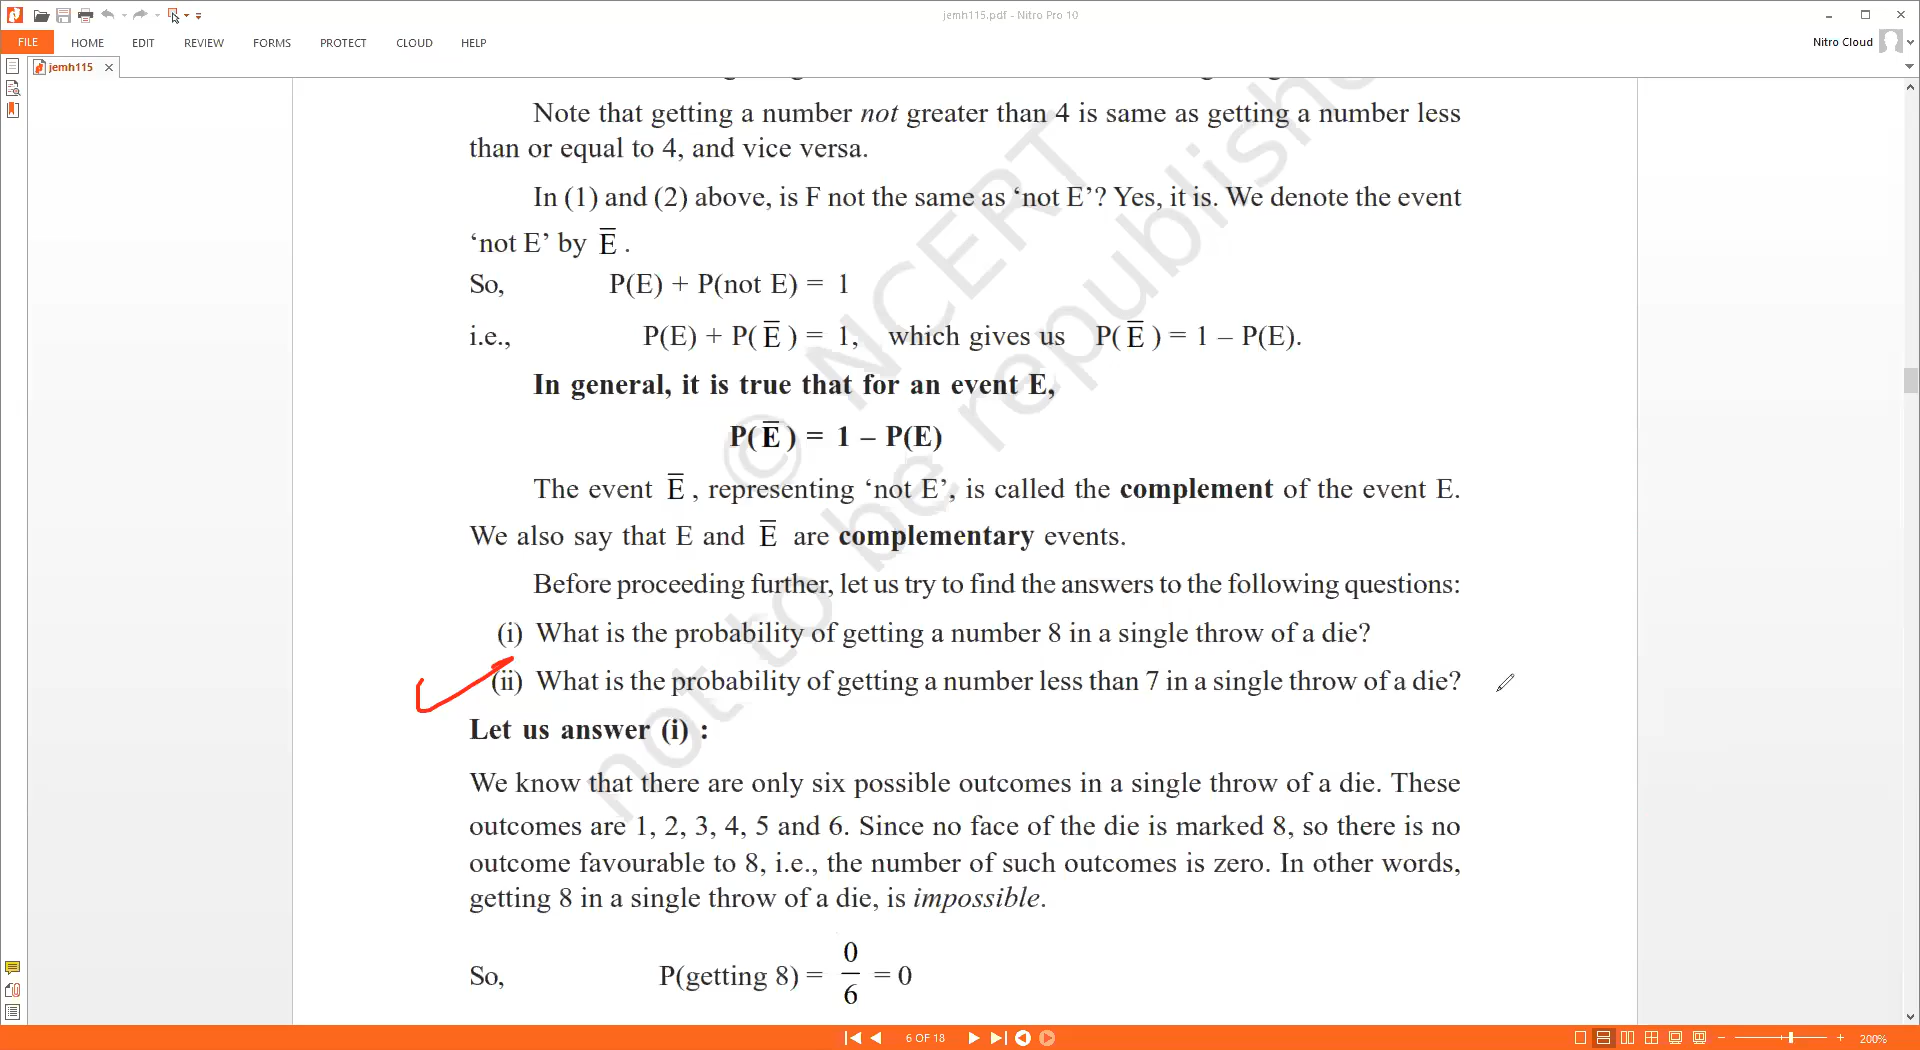 jemh115.pdf - Nitro Pro 10
FILE HOME EDIT REVIEW FORMS PROTECT CLOUD HELP
Nitro Cloud
jemh115
Note that getting a number not greater than 4 is same as getting a number less
than or equal to 4, and vice versa.
In (1) and (2) above, is F not the same as ‘not E’? Yes, it is. We denote the event
‘not E’ by E̅ .
So, P(E) + P(not E) = 1
i.e., P(E) + P( E̅ ) = 1, which gives us P( E̅ ) = 1 – P(E).
In general, it is true that for an event E,
P( E̅ ) = 1 – P(E)
The event E̅ , representing ‘not E’, is called the complement of the event E.
We also say that E and E̅ are complementary events.
Before proceeding further, let us try to find the answers to the following questions:
(i) What is the probability of getting a number 8 in a single throw of a die?
(ii) What is the probability of getting a number less than 7 in a single throw of a die?
Let us answer (i) :
We know that there are only six possible outcomes in a single throw of a die. These
outcomes are 1, 2, 3, 4, 5 and 6. Since no face of the die is marked 8, so there is no
outcome favourable to 8, i.e., the number of such outcomes is zero. In other words,
getting 8 in a single throw of a die, is impossible.
So, P(getting 8) = 0/6 = 0
© NCERT
not to be republished
6 OF 18
200%